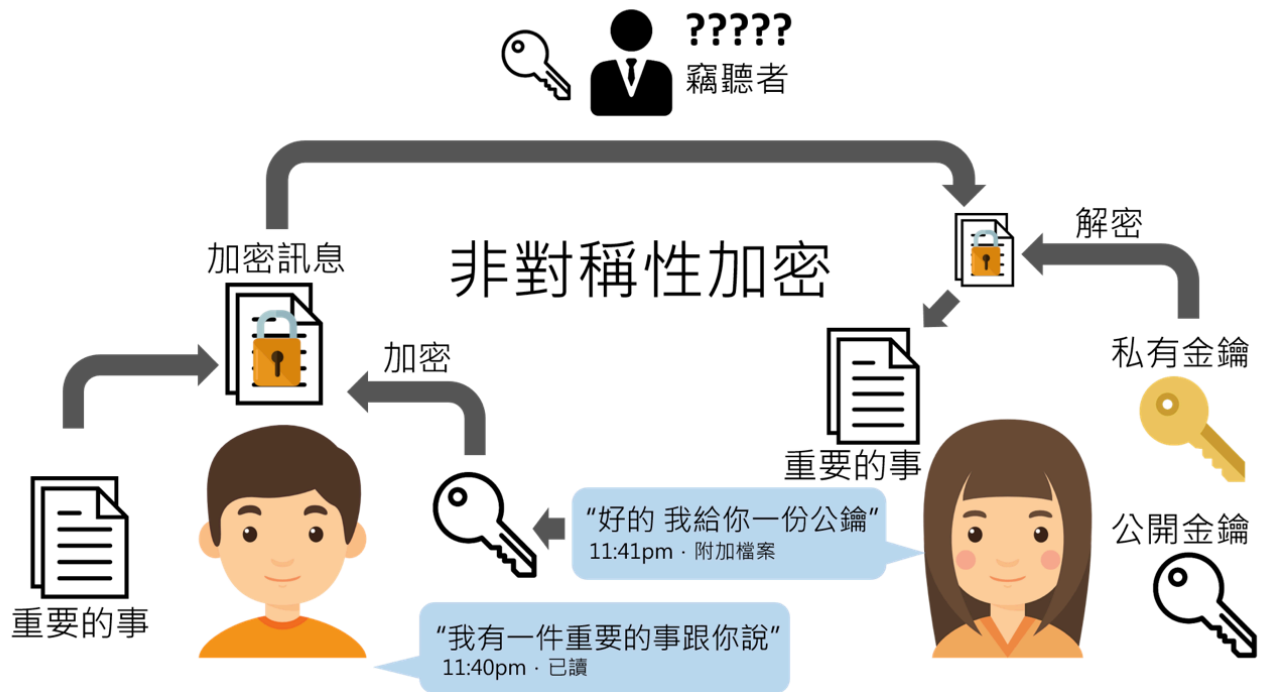 ?????
竊聽者
加密訊息
非對稱性加密
解密
加密
私有金鑰
重要的事
“好的 我給你一份公鑰”
11:41pm · 附加檔案
公開金鑰
重要的事
“我有一件重要的事跟你說”
11:40pm · 已讀